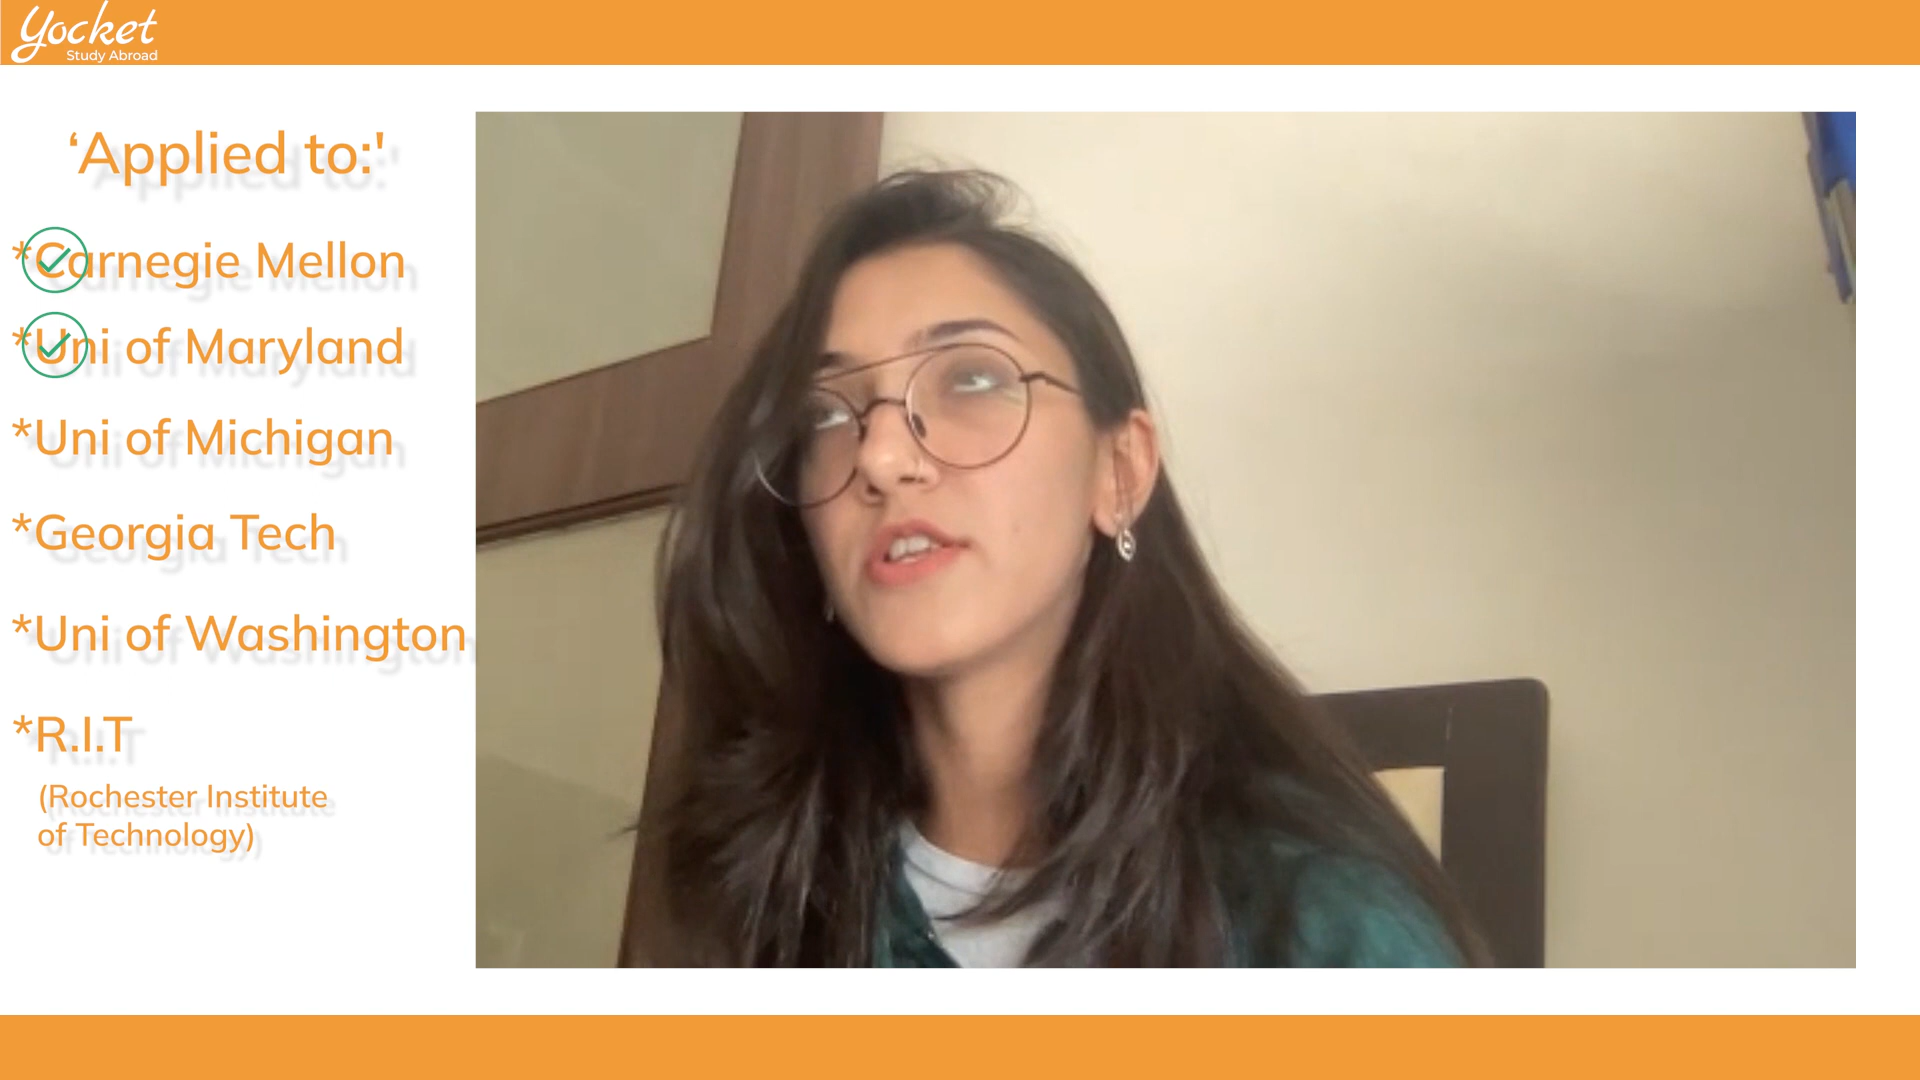 Yocket
Study Abroad
‘Applied to:'
*Carnegie Mellon
*Uni of Maryland
*Uni of Michigan
*Georgia Tech
*Uni of Washington
*R.I.T
(Rochester Institute
of Technology)